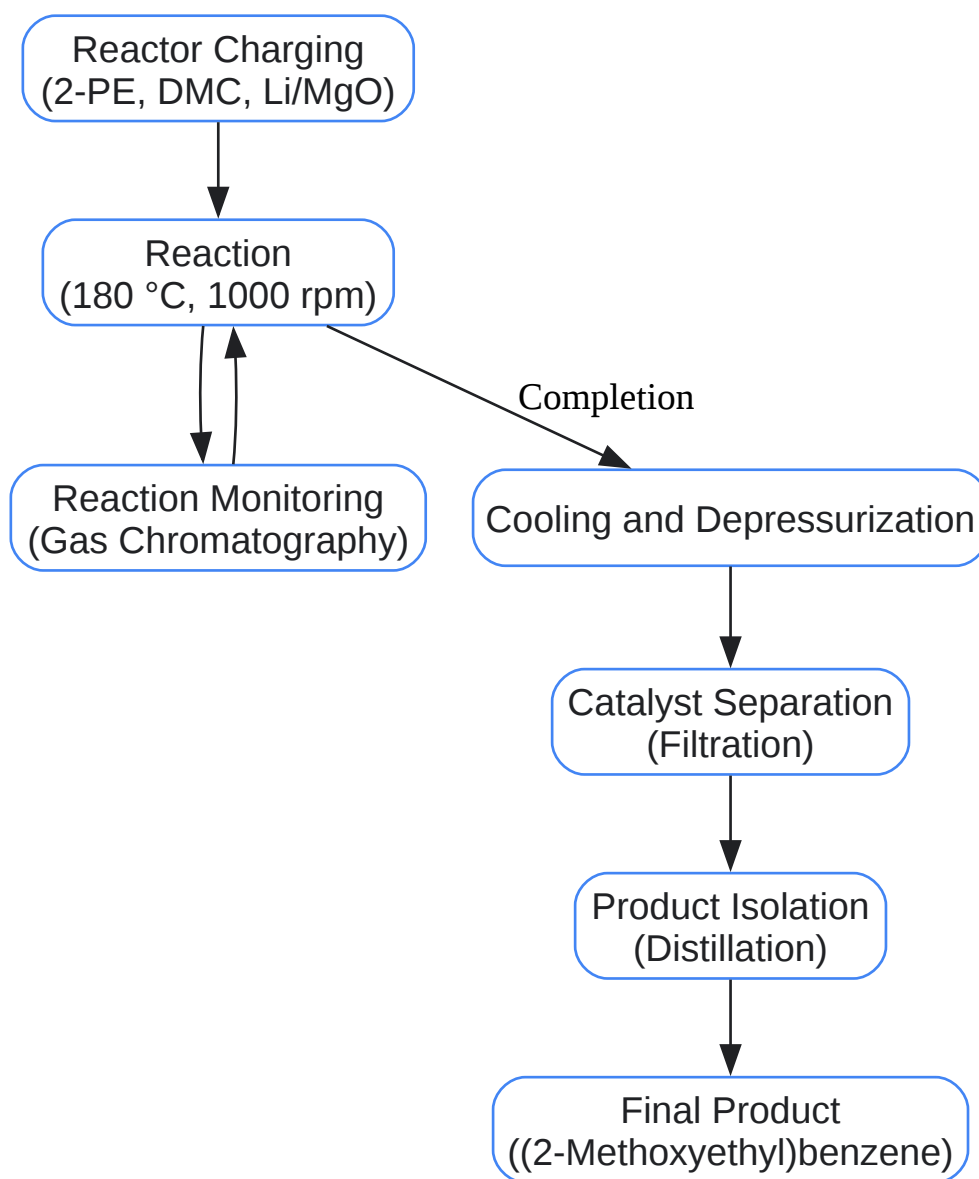 Reactor Charging
(2-PE, DMC, Li/MgO)
Reaction
(180 °C, 1000 rpm)
Completion
Reaction Monitoring
(Gas Chromatography)
Cooling and Depressurization
Catalyst Separation
(Filtration)
Product Isolation
(Distillation)
Final Product
((2-Methoxyethyl)benzene)